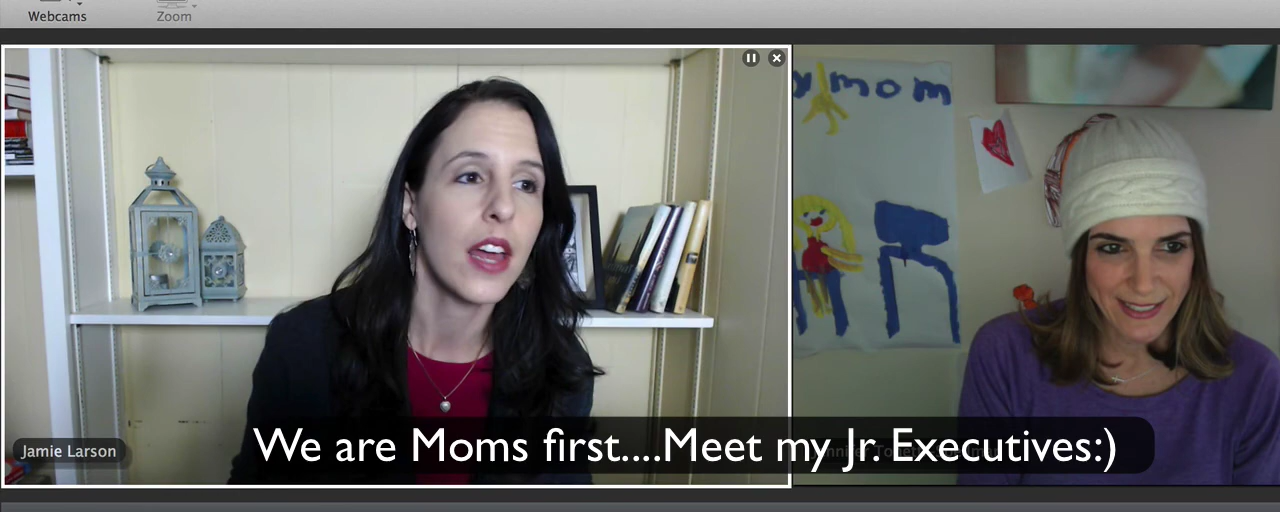 Webcams
Zoom
mom
Jamie Larson
We are Moms first....Meet my Jr. Executives:)